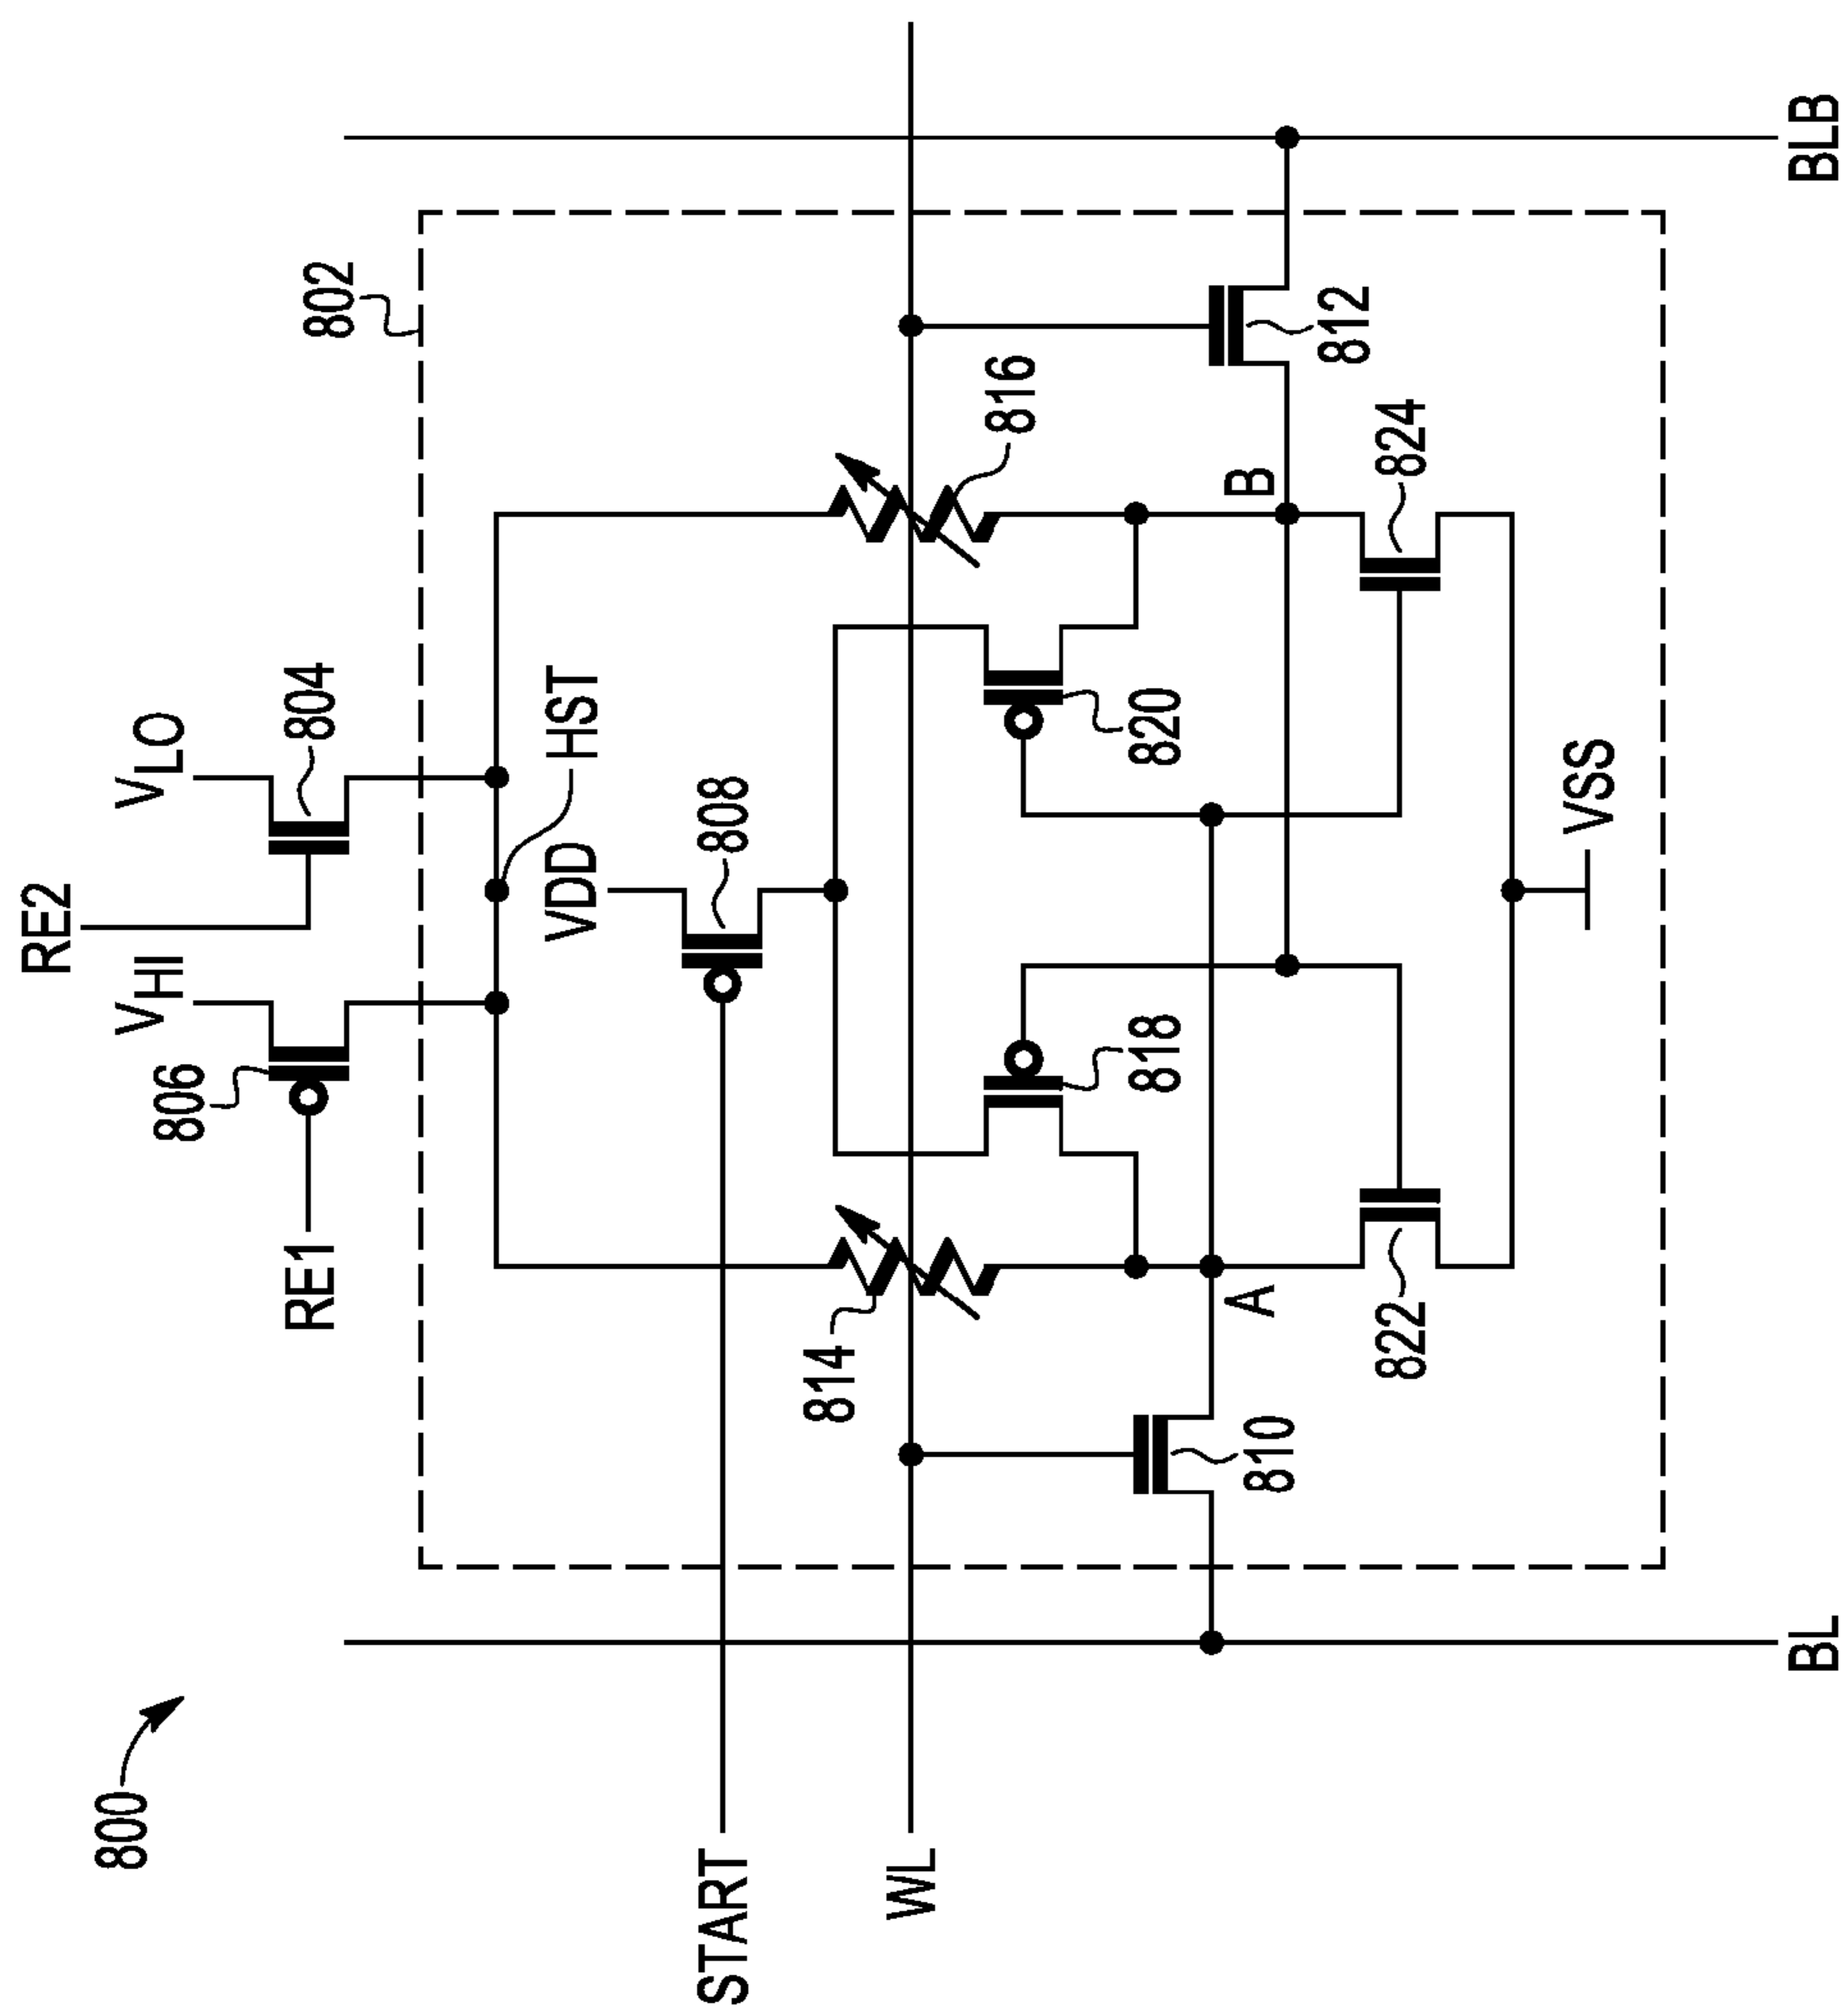 800
RE2
VHI
VLO
806
804
RE1
802
HST
VDD
808
START
814
816
WL
818
820
A
B
810
812
822
824
VSS
BL
BLB